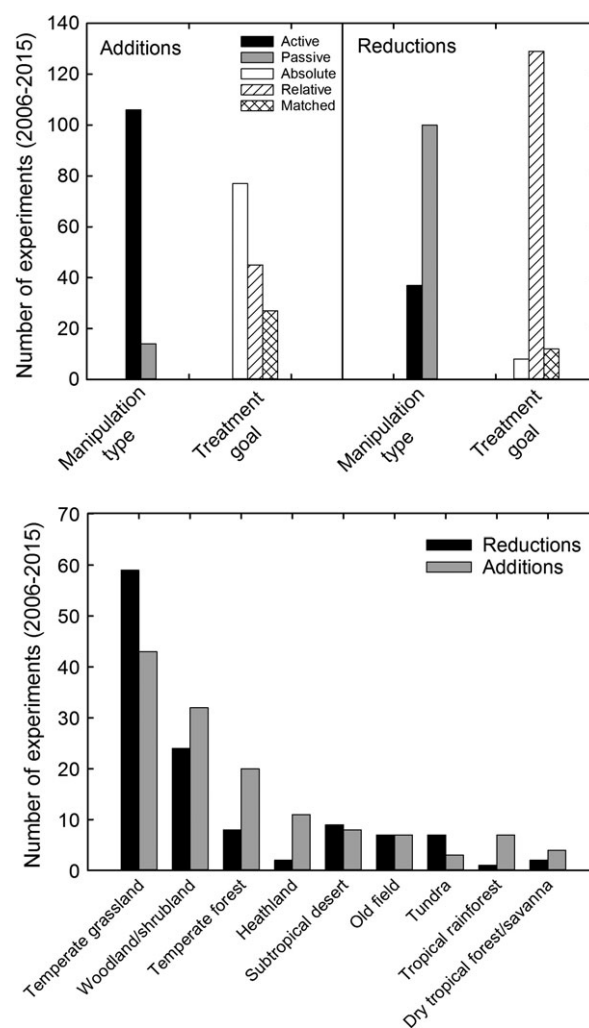 140
120
100
80
60
40
20
0
Number of experiments (2006-2015)
Additions
Active
Passive
Absolute
Relative
Matched
Reductions
Manipulation
type
Treatment
goal
Manipulation
type
Treatment
goal
70
60
50
40
30
20
10
0
Number of experiments (2006-2015)
Reductions
Additions
Temperate grassland
Woodland/shrubland
Temperate forest
Heathland
Subtropical desert
Old field
Tundra
Tropical rainforest
Dry tropical forest/savanna